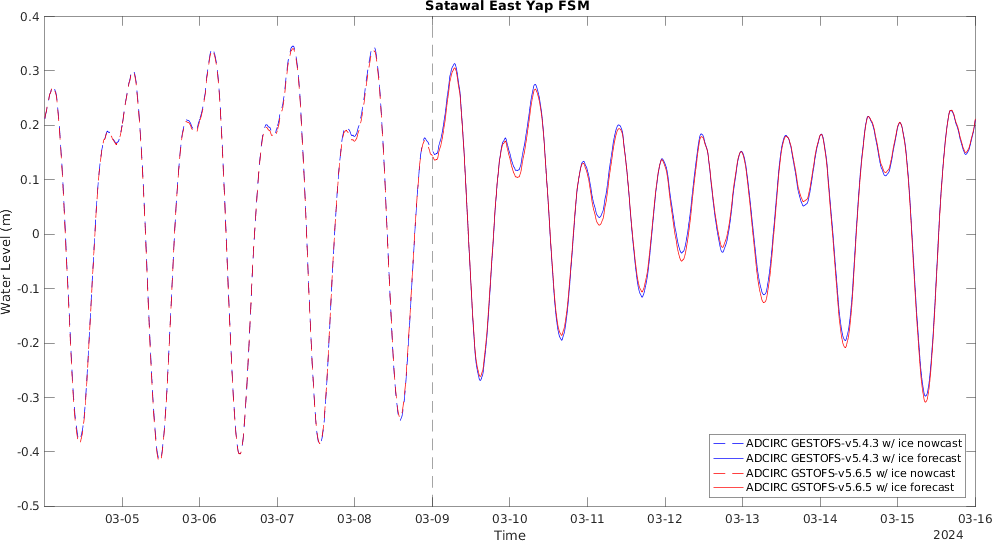 Satawal East Yap FSM
0.4
0.3
0.2
0.1
0
-0.1
-0.2
-0.3
-0.4
-0.5
Water Level (m)
ADCIRC GESTOFS-v5.4.3 w/ ice nowcast
ADCIRC GESTOFS-v5.4.3 w/ ice forecast
ADCIRC GSTOFS-v5.6.5 w/ ice nowcast
ADCIRC GSTOFS-v5.6.5 w/ ice forecast
03-05 03-06 03-07 03-08 03-09 03-10 03-11 03-12 03-13 03-14 03-15 03-16
Time
2024